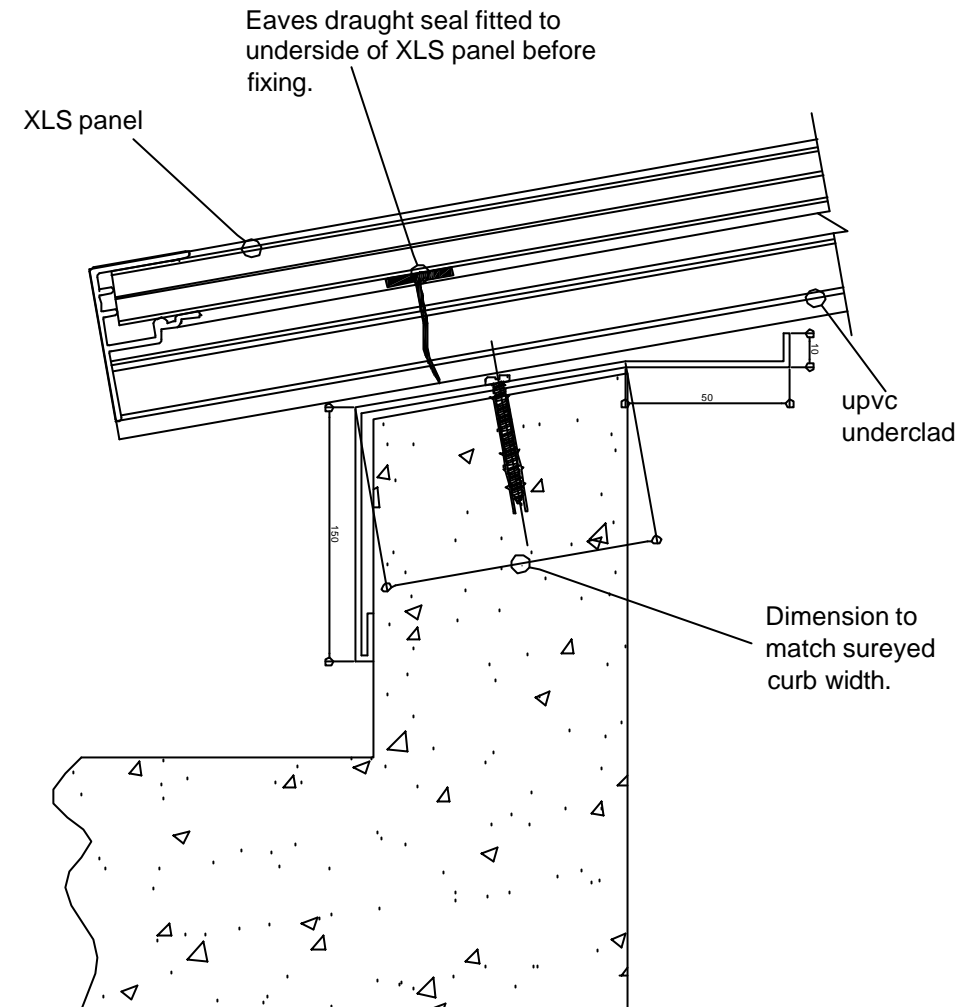 Eaves draught seal fitted to
underside of XLS panel before
fixing.
XLS panel
10
50
upvc
underclad
150
Dimension to
match sureyed
curb width.